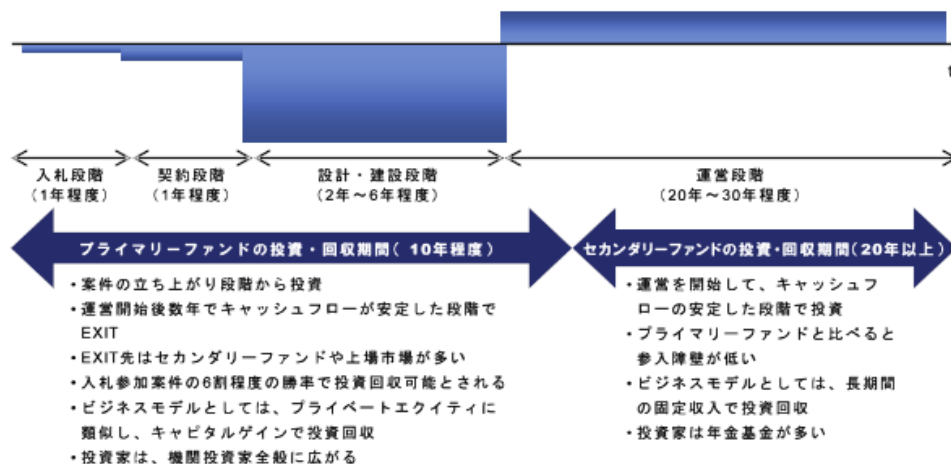 t
入札段階
(1年程度)
契約段階
(1年程度)
設計・建設段階
(2年～6年程度)
運営段階
(20年～30年程度)
プライマリーファンドの投資・回収期間( 10年程度)
セカンダリーファンドの投資・回収期間(20年以上)
・案件の立ち上がり段階から投資
・運営開始後数年でキャッシュフローが安定した段階で
EXIT
・EXIT先はセカンダリーファンドや上場市場が多い
・入札参加案件の6割程度の勝率で投資回収可能とされる
・ビジネスモデルとしては、プライベートエクイティに
類似し、キャピタルゲインで投資回収
・投資家は、機関投資家全般に広がる
・運営を開始して、キャッシュフ
ローの安定した段階で投資
・プライマリーファンドと比べると
参入障壁が低い
・ビジネスモデルとしては、長期間
の固定収入で投資回収
・投資家は年金基金が多い